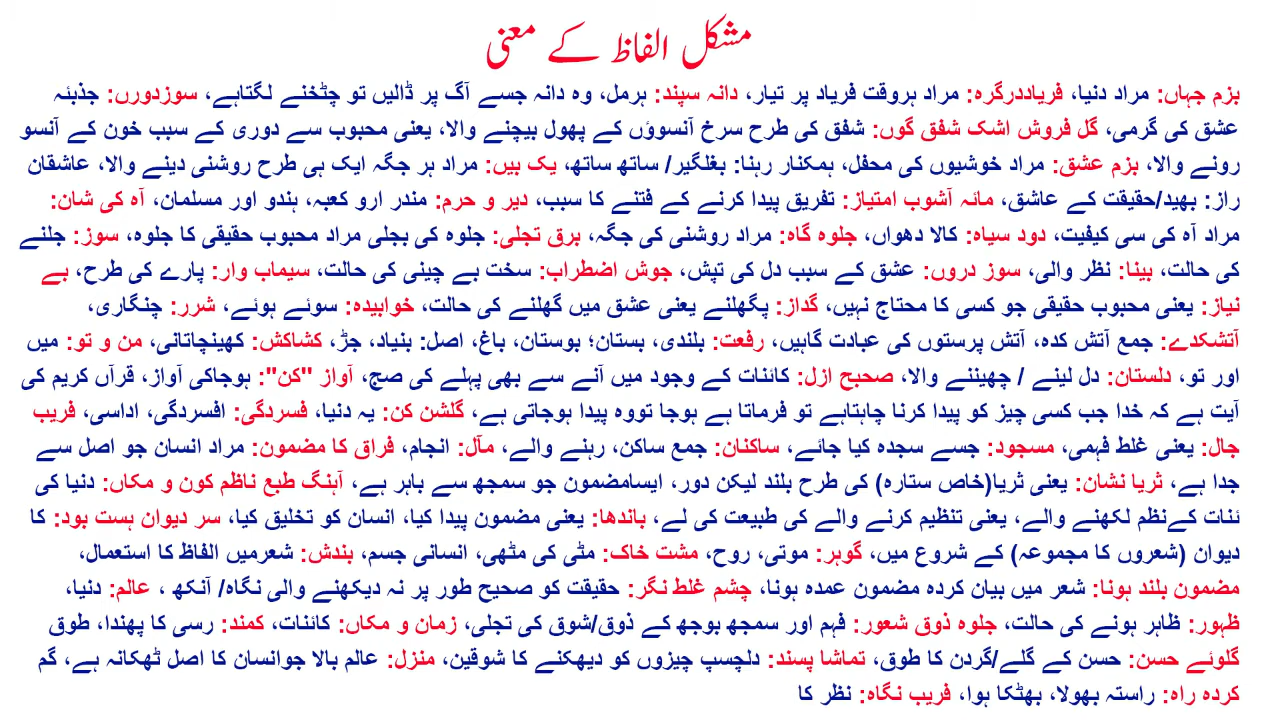 مشکل الفاظ کے معنی
بزم جہاں: مراد دنیا، فریاددرگرہ: مراد ہروقت فریاد پر تیار، دانہ سپند: ہرمل، وہ دانہ جسے آگ پر ڈالیں تو چٹخنے لگتاہے، سوزدورں: جذبئہ
عشق کی گرمی، گل فروش اشک شفق گوں: شفق کی طرح سرخ آنسوؤں کے پھول بیچنے والا، یعنی محبوب سے دوری کے سبب خون کے آنسو
رونے والا، بزم عشق: مراد خوشیوں کی محفل، ہمکنار رہنا: بغلگیر/ ساتھ ساتھ، یک بیں: مراد ہر جگہ ایک ہی طرح روشنی دینے والا، عاشقان
راز: بھید/حقیقت کے عاشق، مائہ آشوب امتیاز: تفریق پیدا کرنے کے فتنے کا سبب، دیر و حرم: مندر ارو کعبہ، ہندو اور مسلمان، آہ کی شان:
مراد آہ کی سی کیفیت، دود سیاہ: کالا دھواں، جلوہ گاہ: مراد روشنی کی جگہ، برق تجلی: جلوہ کی بجلی مراد محبوب حقیقی کا جلوہ، سوز: جلنے
کی حالت، بینا: نظر والی، سوز دروں: عشق کے سبب دل کی تپش، جوش اضطراب: سخت بے چینی کی حالت، سیماب وار: پارے کی طرح، بے
نیاز: یعنی محبوب حقیقی جو کسی کا محتاج نہیں، گداز: پگھلنے یعنی عشق میں گھلنے کی حالت، خوابیدہ: سوئے ہوئے، شرر: چنگاری،
آتشکدے: جمع آتش کدہ، آتش پرستوں کی عبادت گاہیں، رفعت: بلندی، بستان؛ بوستان، باغ، اصل: بنیاد، جڑ، کشاکش: کھینچاتانی، من و تو: میں
اور تو، دلستان: دل لینے / چھیننے والا، صحبح ازل: کائنات کے وجود میں آنے سے بھی پہلے کی صج، آواز "کن": ہوجاکی آواز، قرآں کریم کی
آیت ہے کہ خدا جب کسی چیز کو پیدا کرنا چاہتاہے تو فرماتا ہے ہوجا تووہ پیدا ہوجاتی ہے، گلشن کن: یہ دنیا، فسردگی: افسردگی، اداسی، فریب
جال: یعنی غلط فہمی، مسجود: جسے سجدہ کیا جائے، ساکنان: جمع ساکن، رہنے والے، مآل: انجام، فراق کا مضمون: مراد انسان جو اصل سے
جدا ہے، ثریا نشان: یعنی ثریا(خاص ستارہ) کی طرح بلند لیکن دور، ایسامضمون جو سمجھ سے باہر ہے، آہنگ طبع ناظم کون و مکاں: دنیا کی
ئنات کےنظم لکھنے والے، یعنی تنظیم کرنے والے کی طبیعت کی لے، باندھا: یعنی مضمون پیدا کیا، انسان کو تخلیق کیا، سر دیوان ہست بود: کا
دیوان (شعروں کا مجموعہ) کے شروع میں، گوہر: موتی، روح، مشت خاک: مٹی کی مٹھی، انسانی جسم، بندش: شعرمیں الفاظ کا استعمال،
مضمون بلند ہونا: شعر میں بیان کردہ مضمون عمدہ ہونا، چشم غلط نگر: حقیقت کو صحیح طور پر نہ دیکھنے والی نگاہ/ آنکھ ، عالم: دنیا،
ظہور: ظاہر ہونے کی حالت، جلوہ ذوق شعور: فہم اور سمجھ بوجھ کے ذوق/شوق کی تجلی، زمان و مکاں: کائنات، کمند: رسی کا پھندا، طوق
گلوئے حسن: حسن کے گلے/گردن کا طوق، تماشا پسند: دلچسپ چیزوں کو دیھکنے کا شوقین، منزل: عالم بالا جوانسان کا اصل ٹھکانہ ہے، گم
کردہ راہ: راستہ بھولا، بھٹکا ہوا، فریب نگاہ: نظر کا